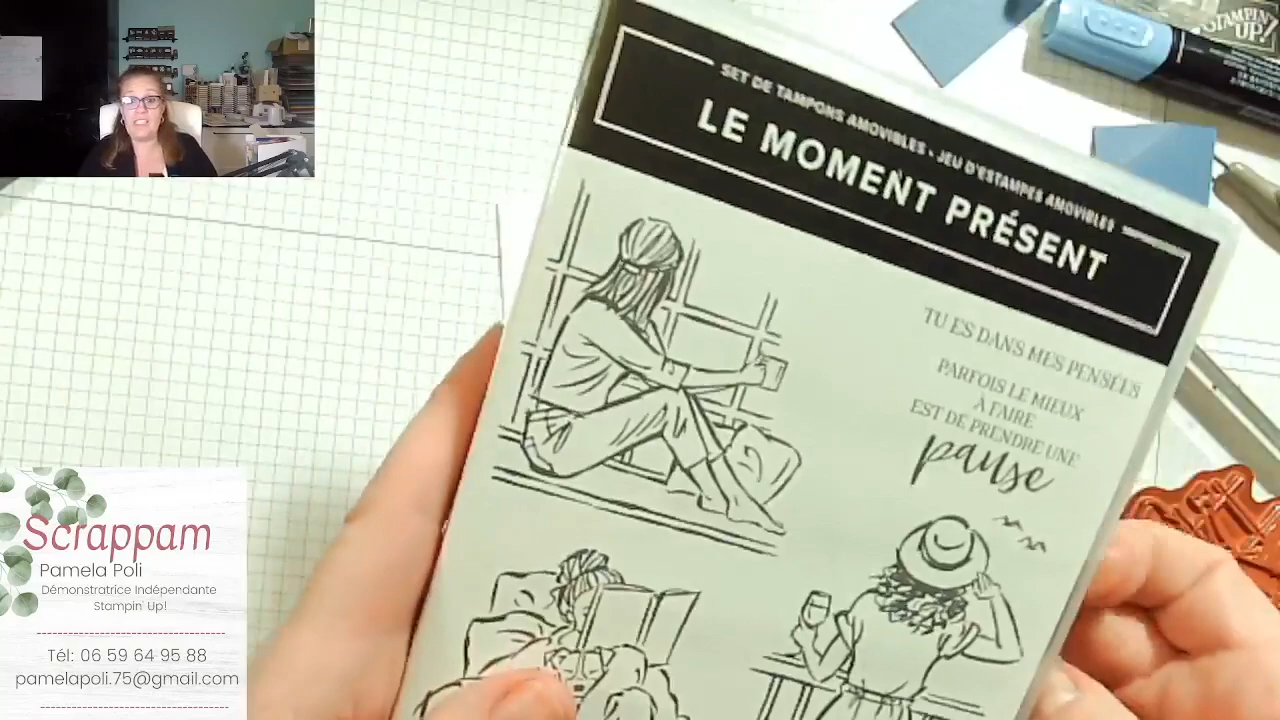 SET DE TAMPONS AMOVIBLES • JEU D'ESTAMPES AMOVIBLES
LE MOMENT PRÉSENT
TU ES DANS MES PENSÉES
PARFOIS LE MIEUX
À FAIRE
EST DE PRENDRE UNE
pause
STAMPIN'
UP!
Scrappam
Pamela Poli
Démonstratrice Indépendante
Stampin' Up!
Tél: 06 59 64 95 88
pamelapoli.75@gmail.com